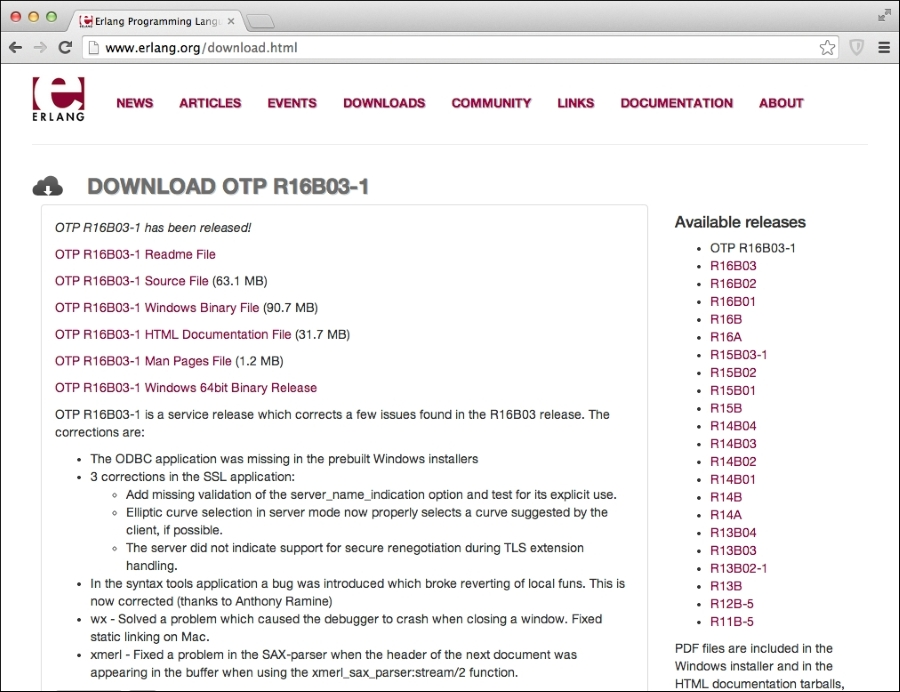 Erlang Programming Lang
www.erlang.org/download.html
ERLANG
NEWS ARTICLES EVENTS DOWNLOADS COMMUNITY LINKS DOCUMENTATION ABOUT
DOWNLOAD OTP R16B03-1
OTP R16B03-1 has been released!
OTP R16B03-1 Readme File
OTP R16B03-1 Source File (63.1 MB)
OTP R16B03-1 Windows Binary File (90.7 MB)
OTP R16B03-1 HTML Documentation File (31.7 MB)
OTP R16B03-1 Man Pages File (1.2 MB)
OTP R16B03-1 Windows 64bit Binary Release
OTP R16B03-1 is a service release which corrects a few issues found in the R16B03 release. The
corrections are:
• The ODBC application was missing in the prebuilt Windows installers
• 3 corrections in the SSL application:
◦ Add missing validation of the server_name_indication option and test for its explicit use.
◦ Elliptic curve selection in server mode now properly selects a curve suggested by the
client, if possible.
◦ The server did not indicate support for secure renegotiation during TLS extension
handling.
• In the syntax tools application a bug was introduced which broke reverting of local funs. This is
now corrected (thanks to Anthony Ramine)
• wx - Solved a problem which caused the debugger to crash when closing a window. Fixed
static linking on Mac.
• xmerl - Fixed a problem in the SAX-parser when the header of the next document was
appearing in the buffer when using the xmerl_sax_parser:stream/2 function.
Available releases
• OTP R16B03-1
• R16B03
• R16B02
• R16B01
• R16B
• R16A
• R15B03-1
• R15B02
• R15B01
• R15B
• R14B04
• R14B03
• R14B02
• R14B01
• R14B
• R14A
• R13B04
• R13B03
• R13B02-1
• R13B
• R12B-5
• R11B-5
PDF files are included in the
Windows installer and in the
HTML documentation tarballs,